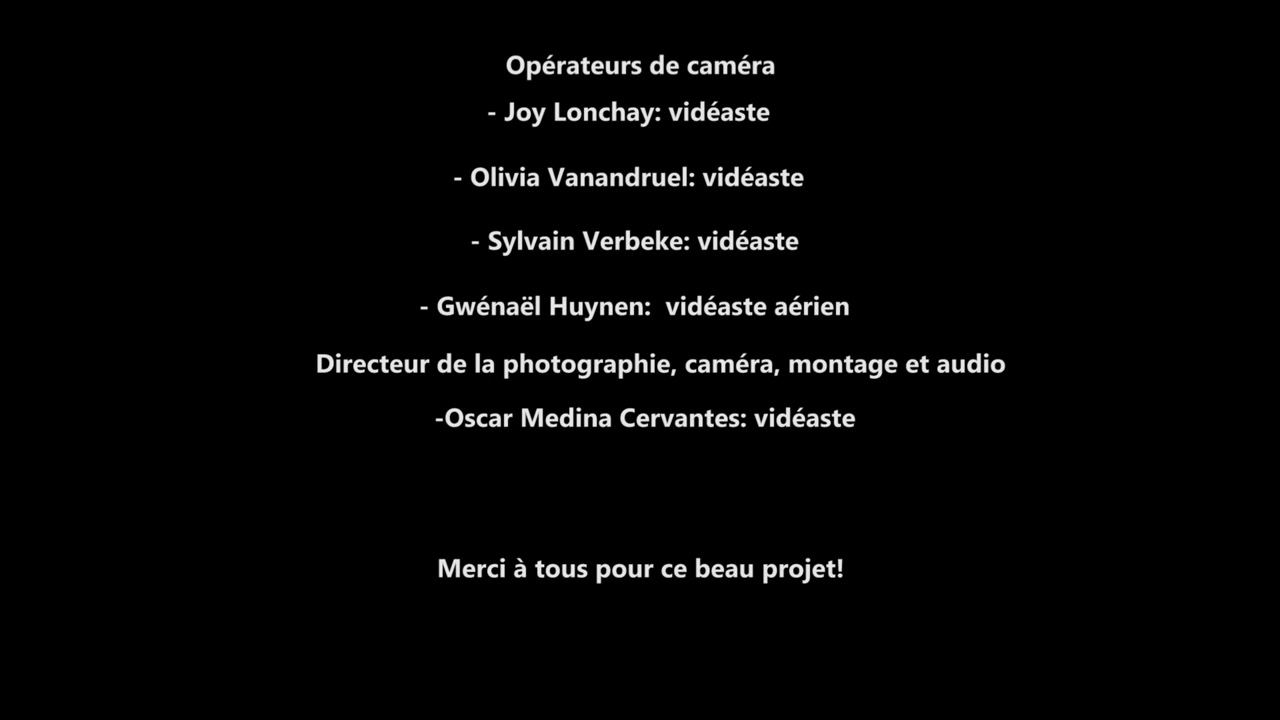 Opérateurs de caméra
- Joy Lonchay: vidéaste
- Olivia Vanandruel: vidéaste
- Sylvain Verbeke: vidéaste
- Gwénaël Huynen:  vidéaste aérien
Directeur de la photographie, caméra, montage et audio
-Oscar Medina Cervantes: vidéaste
Merci à tous pour ce beau projet!